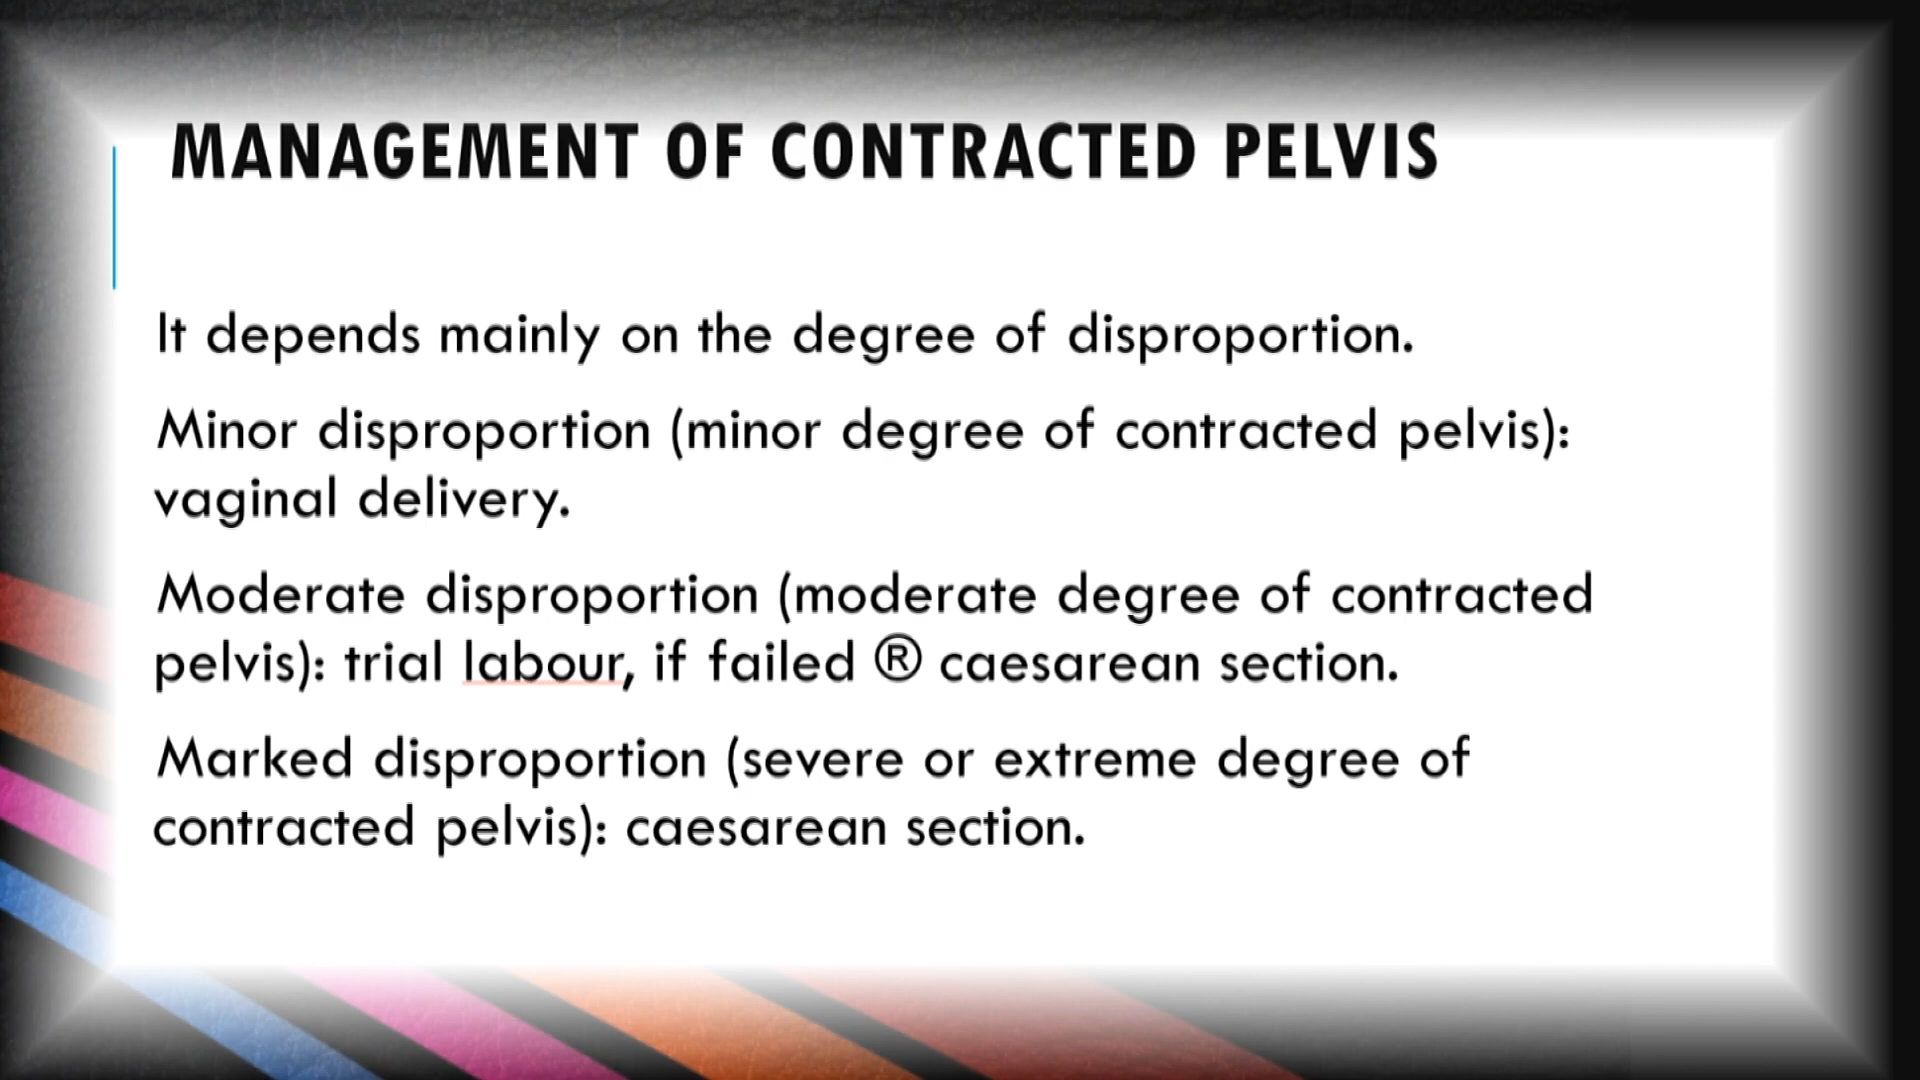 MANAGEMENT OF CONTRACTED PELVIS
It depends mainly on the degree of disproportion.
Minor disproportion (minor degree of contracted pelvis):
vaginal delivery.
Moderate disproportion (moderate degree of contracted
pelvis): trial labour, if failed ® caesarean section.
Marked disproportion (severe or extreme degree of
contracted pelvis): caesarean section.